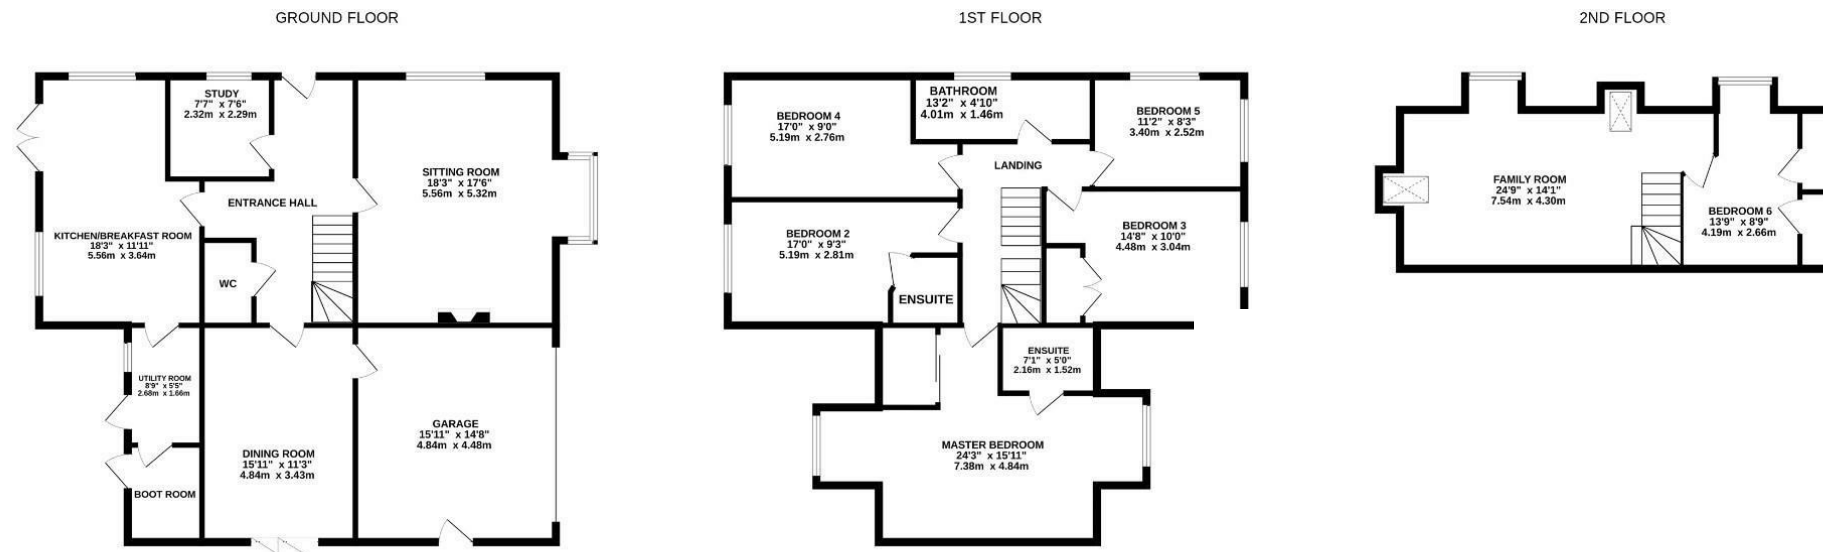 GROUND FLOOR
STUDY
7'7" x 7'6"
2.32m x 2.29m
SITTING ROOM
18'3" x 17'6"
5.56m x 5.32m
ENTRANCE HALL
KITCHEN/BREAKFAST ROOM
18'3" x 11'11"
5.56m x 3.64m
WC
UTILITY ROOM
8'9" x 5'5"
2.68m x 1.66m
GARAGE
15'11" x 14'8"
4.84m x 4.48m
DINING ROOM
15'11" x 11'3"
4.84m x 3.43m
BOOT ROOM
1ST FLOOR
BATHROOM
13'2" x 4'10"
4.01m x 1.46m
BEDROOM 4
17'0" x 9'0"
5.19m x 2.76m
BEDROOM 5
11'2" x 8'3"
3.40m x 2.52m
LANDING
BEDROOM 2
17'0" x 9'3"
5.19m x 2.81m
BEDROOM 3
14'8" x 10'0"
4.48m x 3.04m
ENSUITE
ENSUITE
7'1" x 5'0"
2.16m x 1.52m
MASTER BEDROOM
24'3" x 15'11"
7.38m x 4.84m
2ND FLOOR
FAMILY ROOM
24'9" x 14'1"
7.54m x 4.30m
BEDROOM 6
13'9" x 8'9"
4.19m x 2.66m